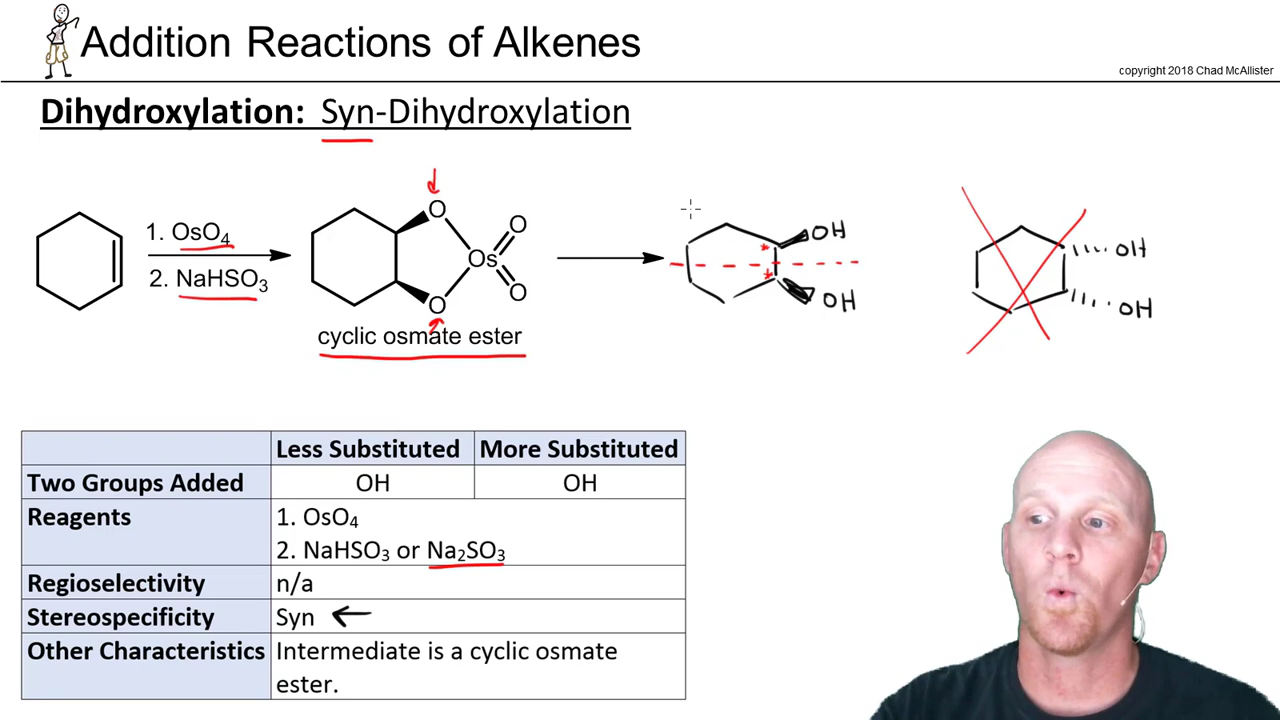 Addition Reactions of Alkenes
copyright 2018 Chad McAllister
Dihydroxylation: Syn-Dihydroxylation
1. OsO₄
2. NaHSO₃
O
O
Os
O
O
cyclic osmate ester
OH
OH
OH
OH
Less Substituted More Substituted
Two Groups Added OH OH
Reagents 1. OsO₄
2. NaHSO₃ or Na₂SO₃
Regioselectivity n/a
Stereospecificity Syn ←
Other Characteristics Intermediate is a cyclic osmate
ester.